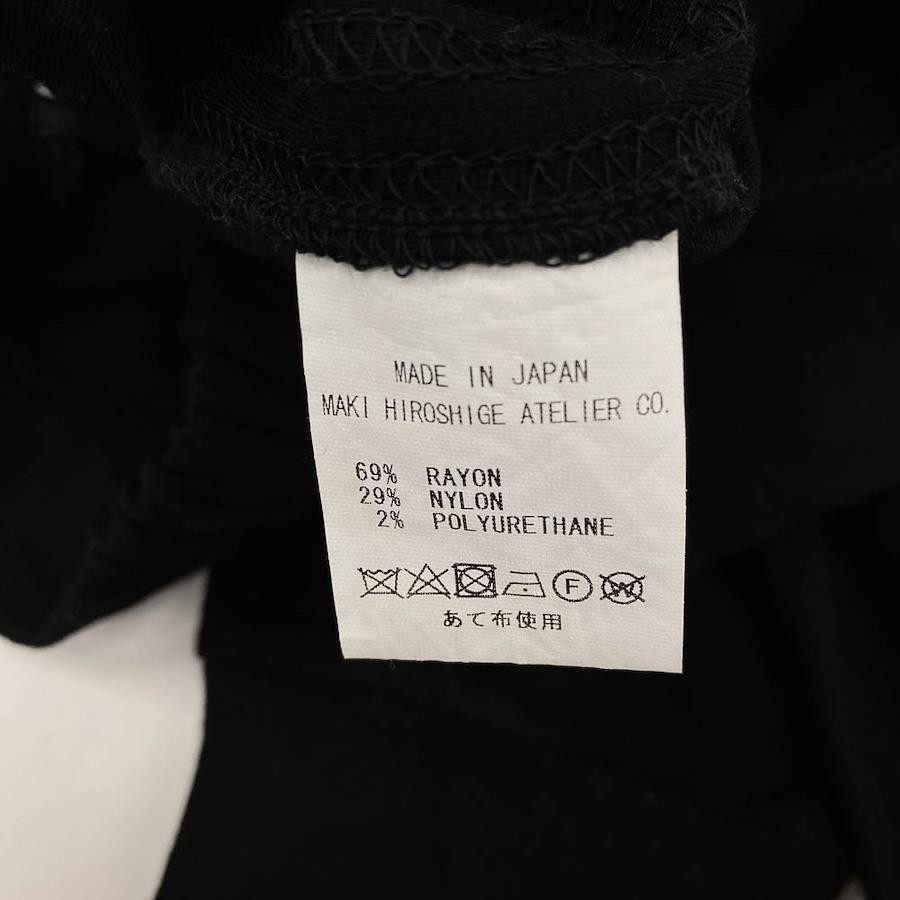 MADE IN JAPAN
MAKI HIROSHIGE ATELIER CO.
69% RAYON
29% NYLON
2% POLYURETHANE
F W
あて布使用